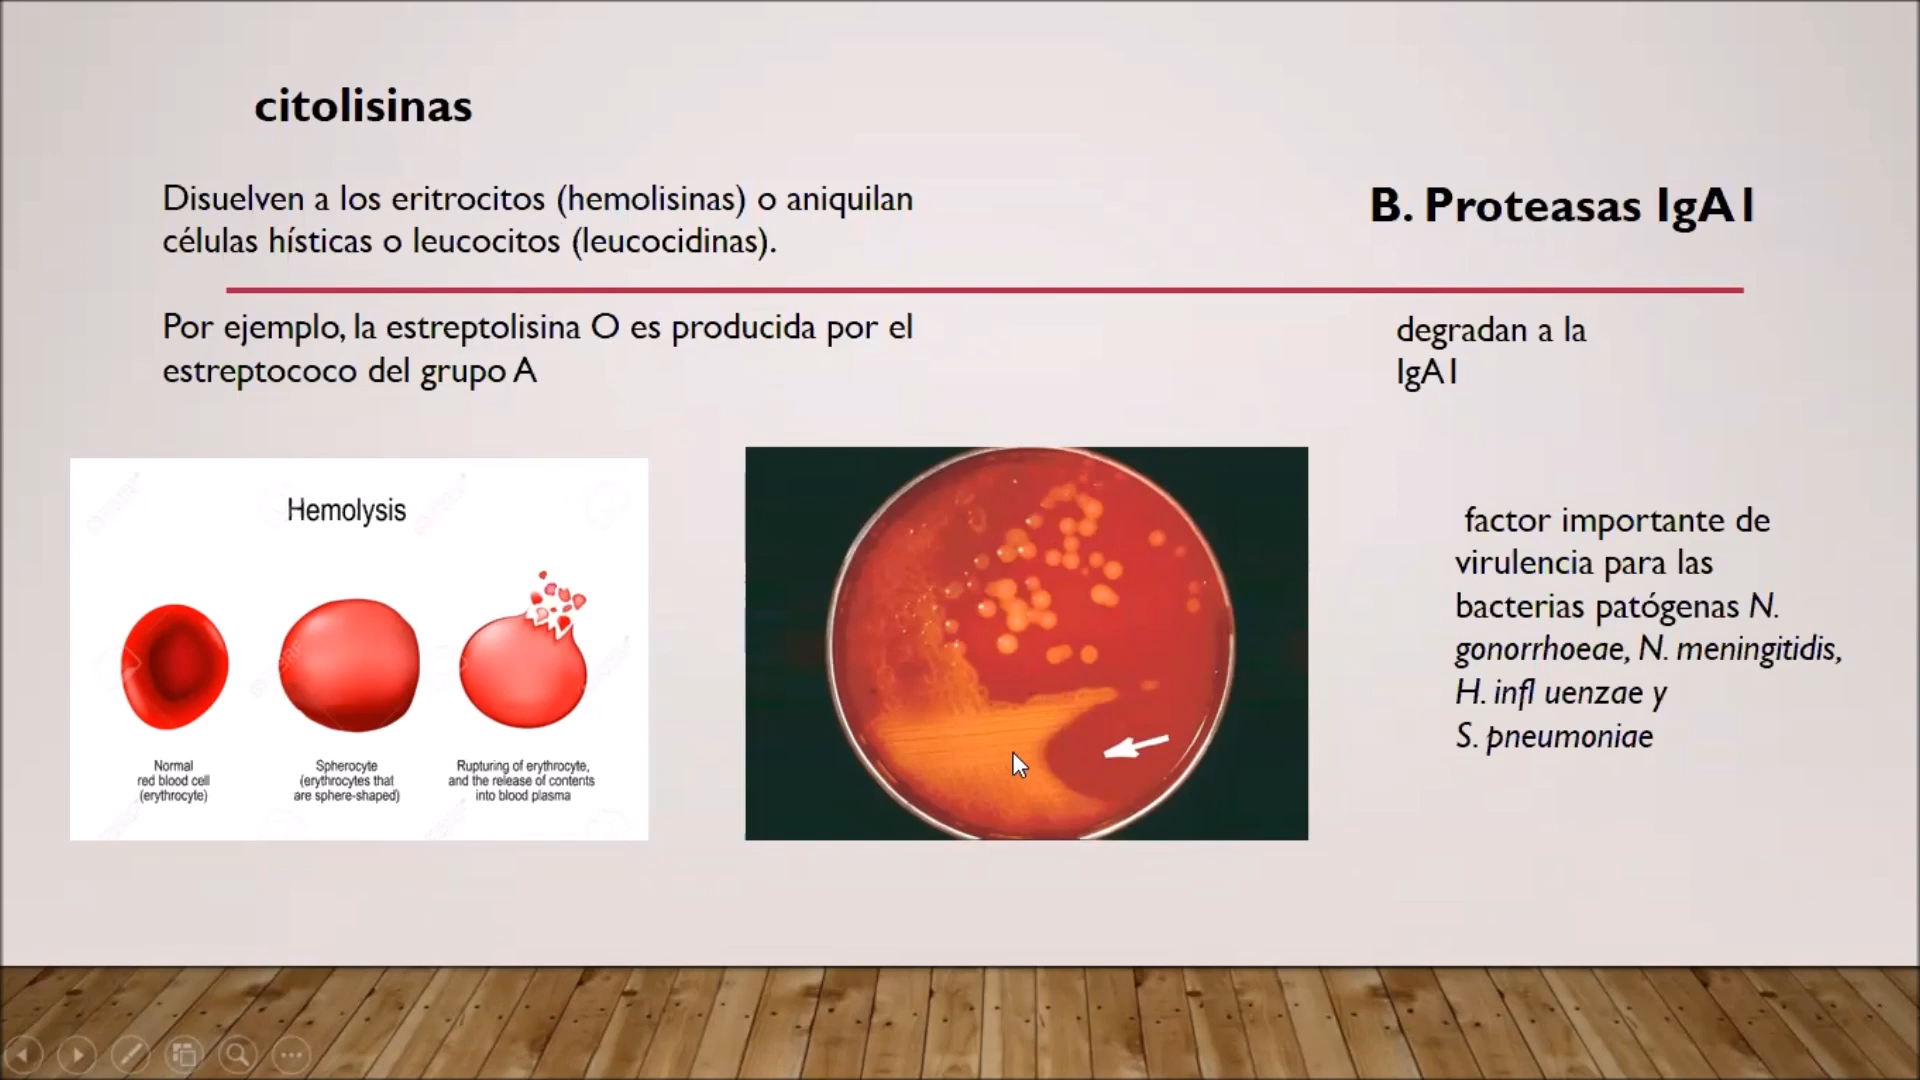 citolisinas
Disuelven a los eritrocitos (hemolisinas) o aniquilan
células hísticas o leucocitos (leucocidinas).
Por ejemplo, la estreptolisina O es producida por el
estreptococo del grupo A
Hemolysis
Normal
red blood cell
(erythrocyte)
Spherocyte
(erythrocytes that
are sphere-shaped)
Rupturing of erythrocyte,
and the release of contents
into blood plasma
B. Proteasas IgA1
degradan a la
IgA1
factor importante de
virulencia para las
bacterias patógenas N.
gonorrhoeae, N. meningitidis,
H. infl uenzae y
S. pneumoniae